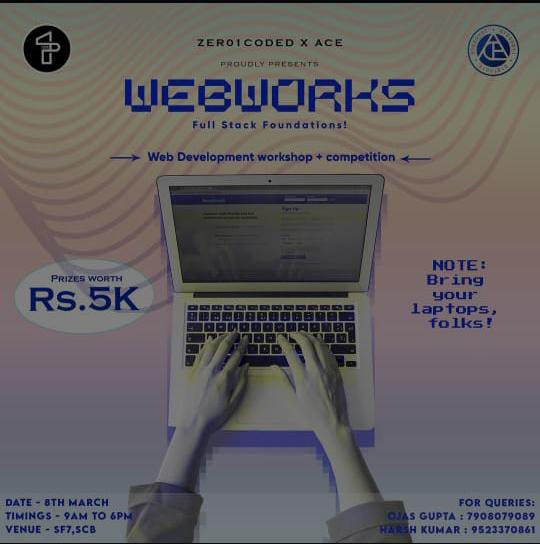 ZER01CODED X ACE
PROUDLY PRESENTS
WEBWORKS
Full Stack Foundations!
Web Development workshop + competition
PRIZES WORTH
Rs.5K
NOTE:
Bring
your
laptops,
folks!
DATE - 8TH MARCH
TIMINGS - 9AM TO 6PM
VENUE - SF7,SCB
FOR QUERIES:
OJAS GUPTA : 7908079089
HARSH KUMAR : 9523370861